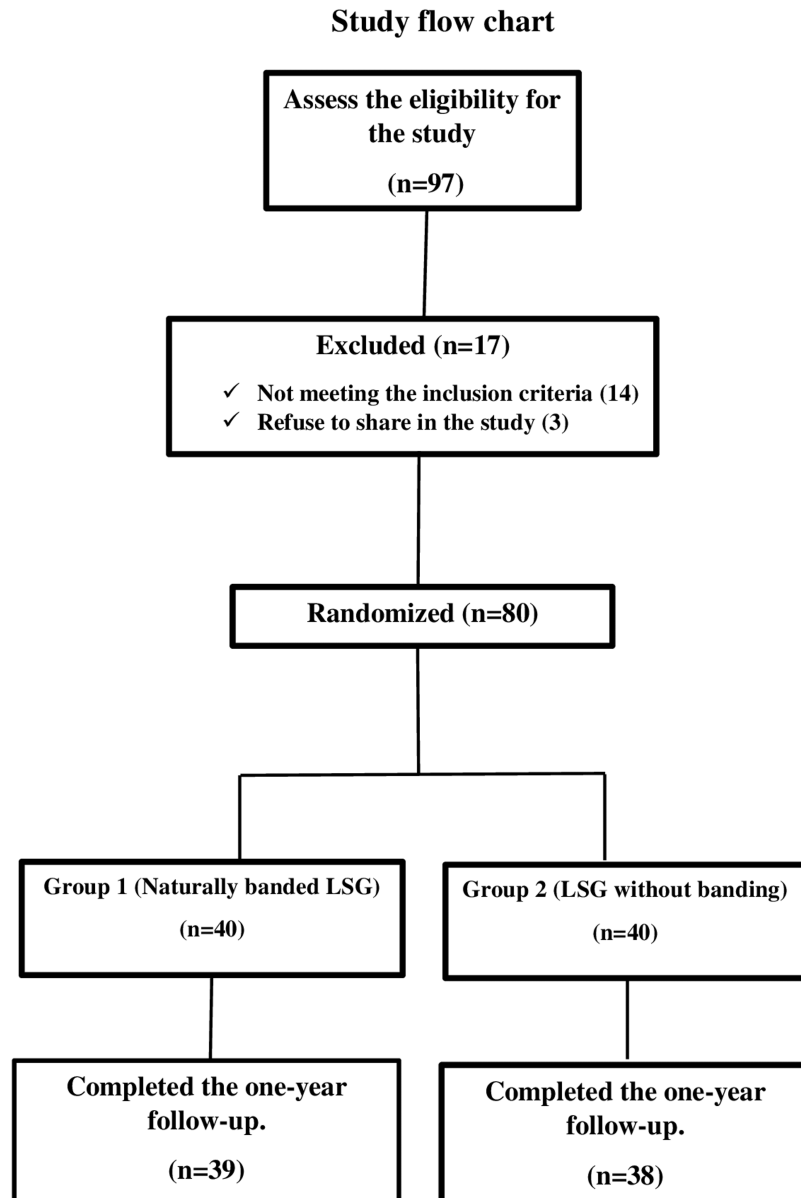 Study flow chart
Assess the eligibility for
the study
(n=97)
Excluded (n=17)
✓ Not meeting the inclusion criteria (14)
✓ Refuse to share in the study (3)
Randomized (n=80)
Group 1 (Naturally banded LSG)
(n=40)
Group 2 (LSG without banding)
(n=40)
Completed the one-year
follow-up.
(n=39)
Completed the one-year
follow-up.
(n=38)